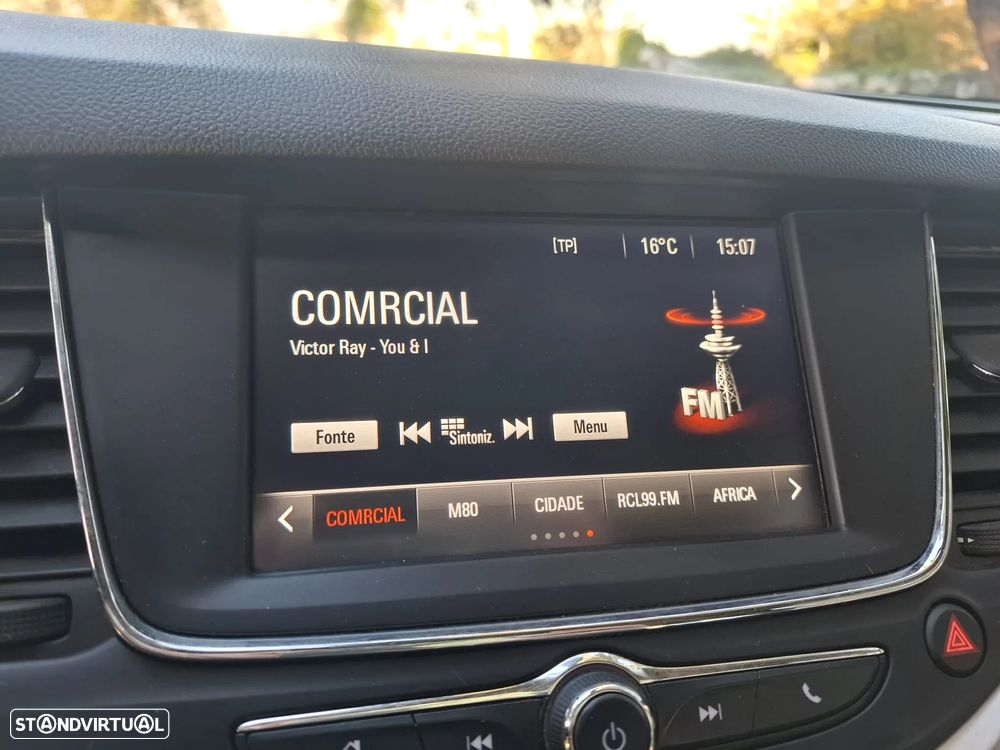 [TP] 16°C 15:07
COMRCIAL
Victor Ray - You & I
FM
Fonte Sintoniz. Menu
COMRCIAL M80 CIDADE RCL99.FM AFRICA
STANDVIRTUAL